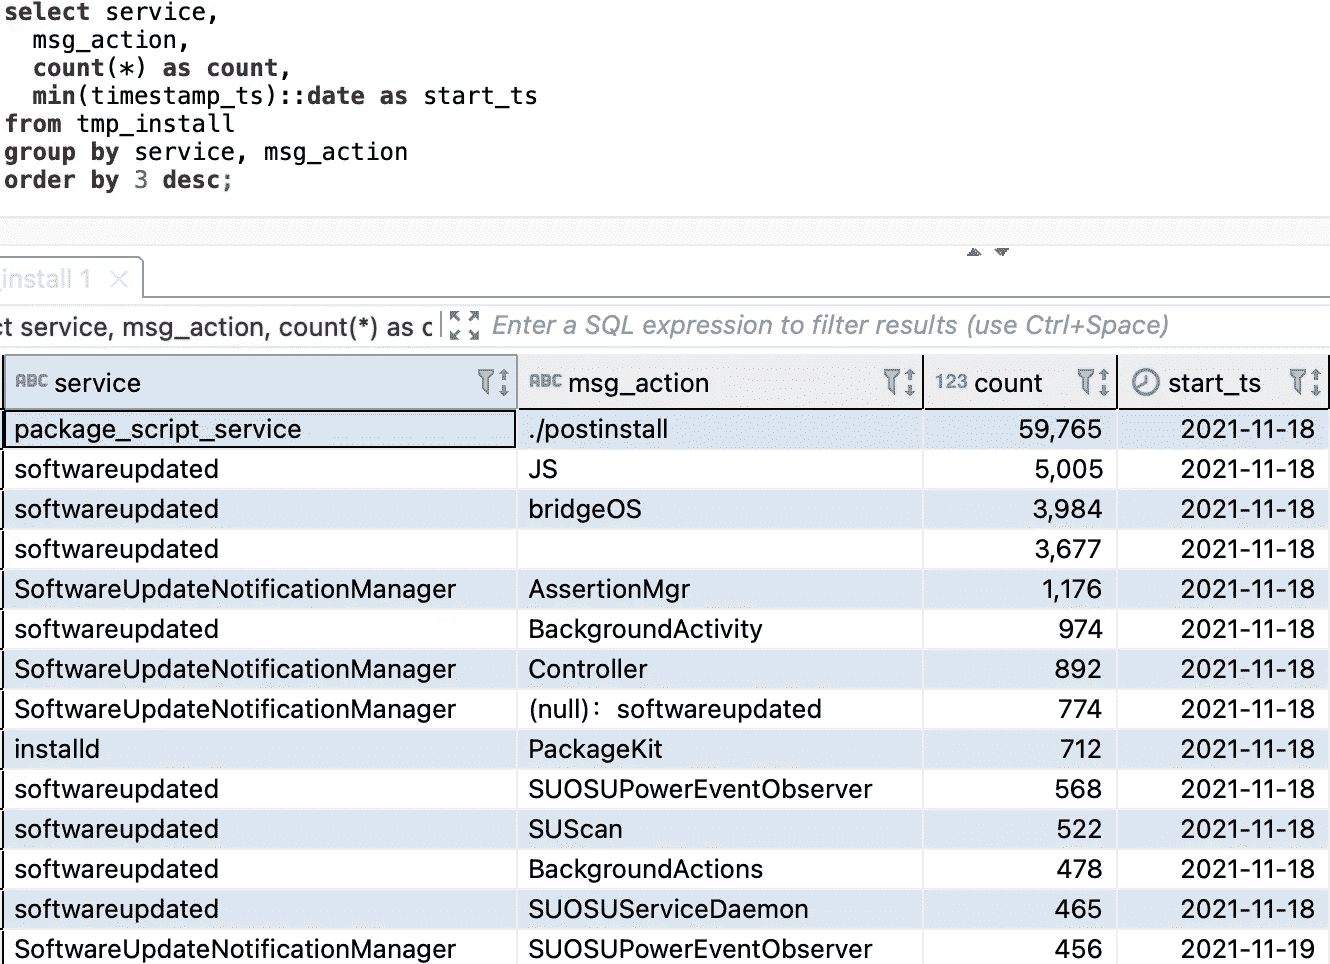 select service,
msg_action,
count(*) as count,
min(timestamp_ts)::date as start_ts
from tmp_install
group by service, msg_action
order by 3 desc;
_install 1
ct service, msg_action, count(*) as c Enter a SQL expression to filter results (use Ctrl+Space)
ABC service ABC msg_action 123 count start_ts
package_script_service ./postinstall 59,765 2021-11-18
softwareupdated JS 5,005 2021-11-18
softwareupdated bridgeOS 3,984 2021-11-18
softwareupdated 3,677 2021-11-18
SoftwareUpdateNotificationManager AssertionMgr 1,176 2021-11-18
softwareupdated BackgroundActivity 974 2021-11-18
SoftwareUpdateNotificationManager Controller 892 2021-11-18
SoftwareUpdateNotificationManager (null): softwareupdated 774 2021-11-18
installd PackageKit 712 2021-11-18
softwareupdated SUOSUPowerEventObserver 568 2021-11-18
softwareupdated SUScan 522 2021-11-18
softwareupdated BackgroundActions 478 2021-11-18
softwareupdated SUOSUServiceDaemon 465 2021-11-18
SoftwareUpdateNotificationManager SUOSUPowerEventObserver 456 2021-11-19